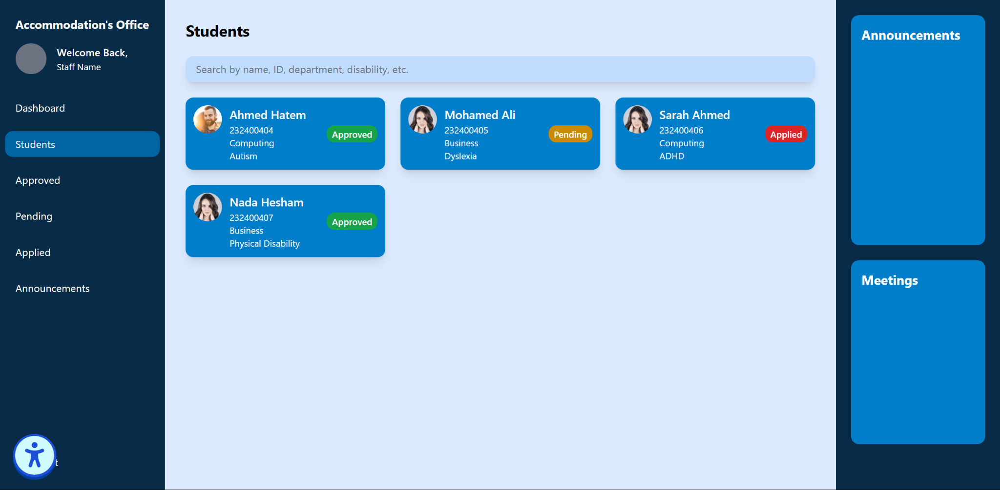 Accommodation's Office
Welcome Back,
Staff Name
Dashboard
Students
Approved
Pending
Applied
Announcements
t
Students
Search by name, ID, department, disability, etc.
Ahmed Hatem
232400404
Computing
Autism
Approved
Mohamed Ali
232400405
Business
Dyslexia
Pending
Sarah Ahmed
232400406
Computing
ADHD
Applied
Nada Hesham
232400407
Business
Physical Disability
Approved
Announcements
Meetings